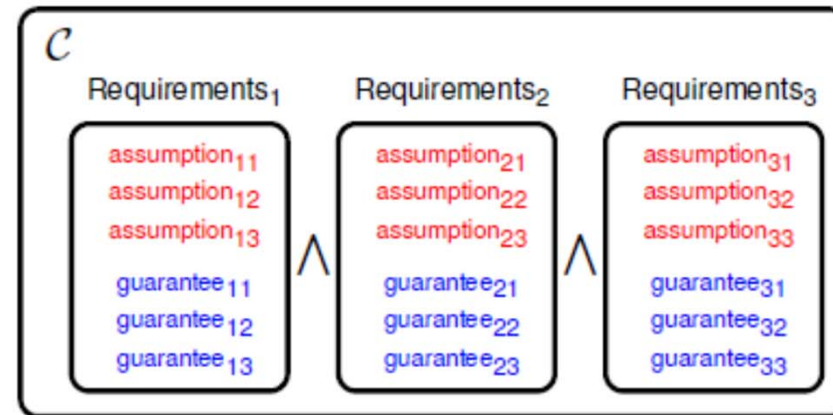 𝒞
Requirements₁ Requirements₂ Requirements₃
assumption₁₁ assumption₂₁ assumption₃₁
assumption₁₂ assumption₂₂ assumption₃₂
assumption₁₃ ∧ assumption₂₃ ∧ assumption₃₃
guarantee₁₁ guarantee₂₁ guarantee₃₁
guarantee₁₂ guarantee₂₂ guarantee₃₂
guarantee₁₃ guarantee₂₃ guarantee₃₃